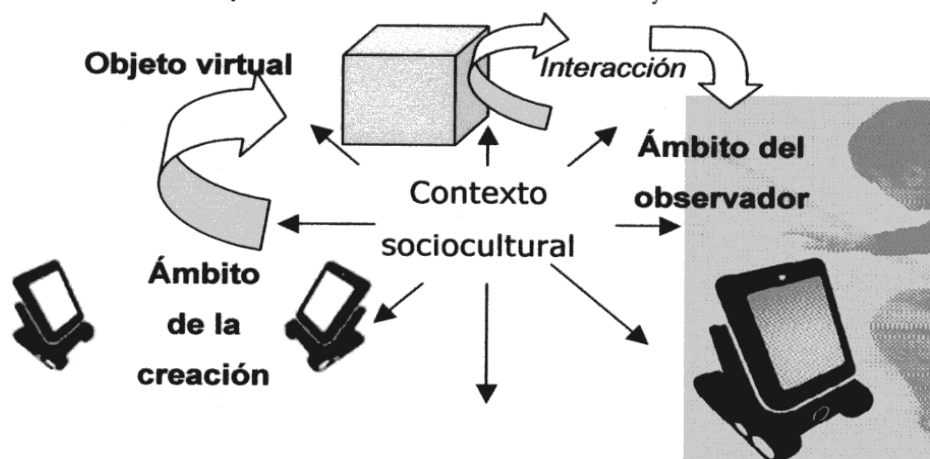 Objeto virtual
Interacción
Ámbito del
observador
Contexto
sociocultural
Ámbito
de la
creación